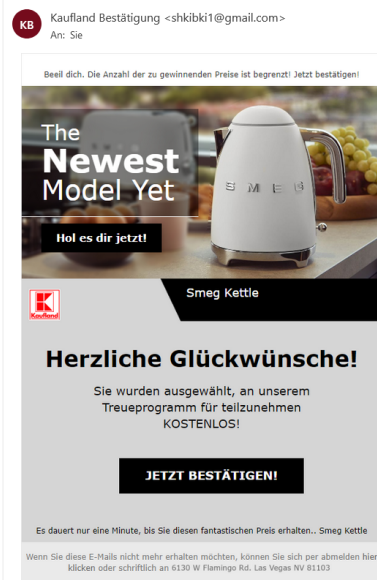 KB
Kaufland Bestätigung <shkibki1@gmail.com>
An: Sie
Beeil dich. Die Anzahl der zu gewinnenden Preise ist begrenzt! Jetzt bestätigen!
The
Newest
Model Yet
SMEG
Hol es dir jetzt!
Smeg Kettle
K
Kaufland
Herzliche Glückwünsche!
Sie wurden ausgewählt, an unserem
Treueprogramm für teilzunehmen
KOSTENLOS!
JETZT BESTÄTIGEN!
Es dauert nur eine Minute, bis Sie diesen fantastischen Preis erhalten.. Smeg Kettle
Wenn Sie diese E-Mails nicht mehr erhalten möchten, können Sie sich per abmelden hier
klicken oder schriftlich an 6130 W Flamingo Rd. Las Vegas NV 81103